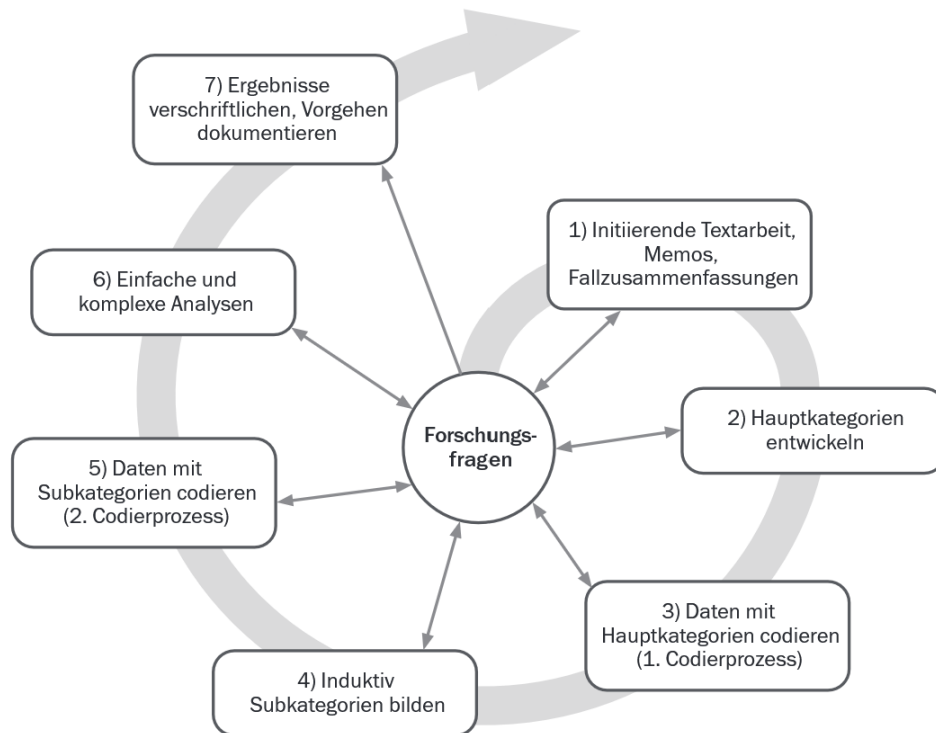 7) Ergebnisse
verschriftlichen, Vorgehen
dokumentieren
1) Initiierende Textarbeit,
Memos,
Fallzusammenfassungen
6) Einfache und
komplexe Analysen
2) Hauptkategorien
entwickeln
Forschungs-
fragen
5) Daten mit
Subkategorien codieren
(2. Codierprozess)
3) Daten mit
Hauptkategorien codieren
(1. Codierprozess)
4) Induktiv
Subkategorien bilden